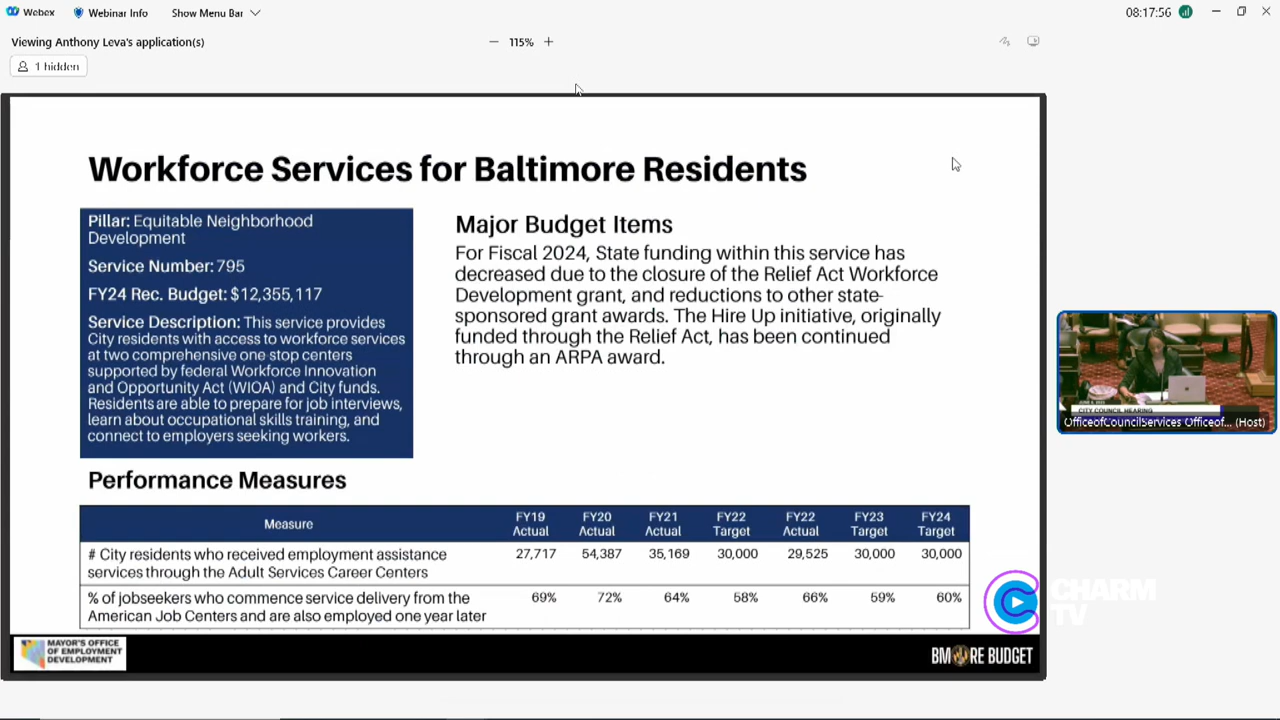 Webex
Webinar Info
Show Menu Bar
08:17:56
Viewing Anthony Leva's application(s)
115%
1 hidden
Workforce Services for Baltimore Residents
Pillar: Equitable Neighborhood
Development
Service Number: 795
FY24 Rec. Budget: $12,355,117
Service Description: This service provides
City residents with access to workforce services
at two comprehensive one-stop centers
supported by federal Workforce Innovation
and Opportunity Act (WIOA) and City funds.
Residents are able to prepare for job interviews,
learn about occupational skills training, and
connect to employers seeking workers.
Major Budget Items
For Fiscal 2024, State funding within this service has
decreased due to the closure of the Relief Act Workforce
Development grant, and reductions to other state-
sponsored grant awards. The Hire Up initiative, originally
funded through the Relief Act, has been continued
through an ARPA award.
Performance Measures
Measure FY19 Actual FY20 Actual FY21 Actual FY22 Target FY22 Actual FY23 Target FY24 Target
# City residents who received employment assistance
services through the Adult Services Career Centers
27,717 54,387 35,169 30,000 29,525 30,000 30,000
% of jobseekers who commence service delivery from the
American Job Centers and are also employed one year later
69% 72% 64% 58% 66% 59% 60%
MAYOR'S OFFICE
OF EMPLOYMENT
DEVELOPMENT
BMORE BUDGET
CITY COUNCIL HEARING
OfficeofCouncilServices Officeof... (Host)
CHARM
TV